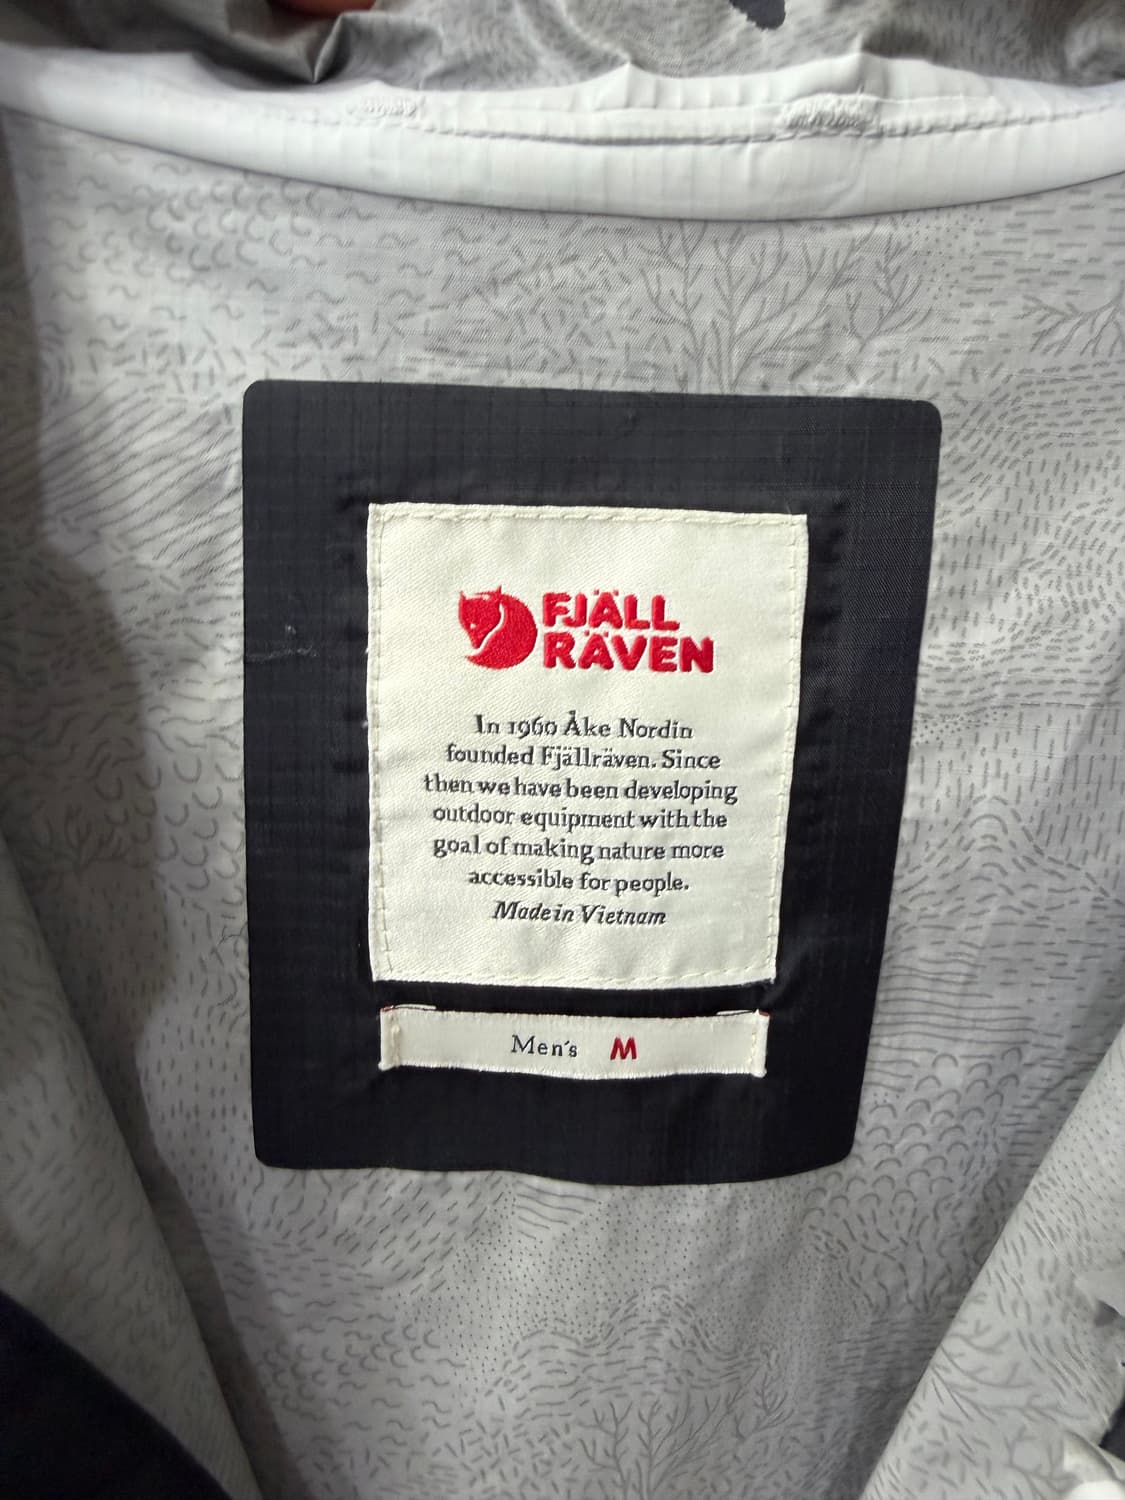 FJÄLL
RÄVEN
In 1960 Åke Nordin
founded Fjällräven. Since
then we have been developing
outdoor equipment with the
goal of making nature more
accessible for people.
Made in Vietnam
Men's M